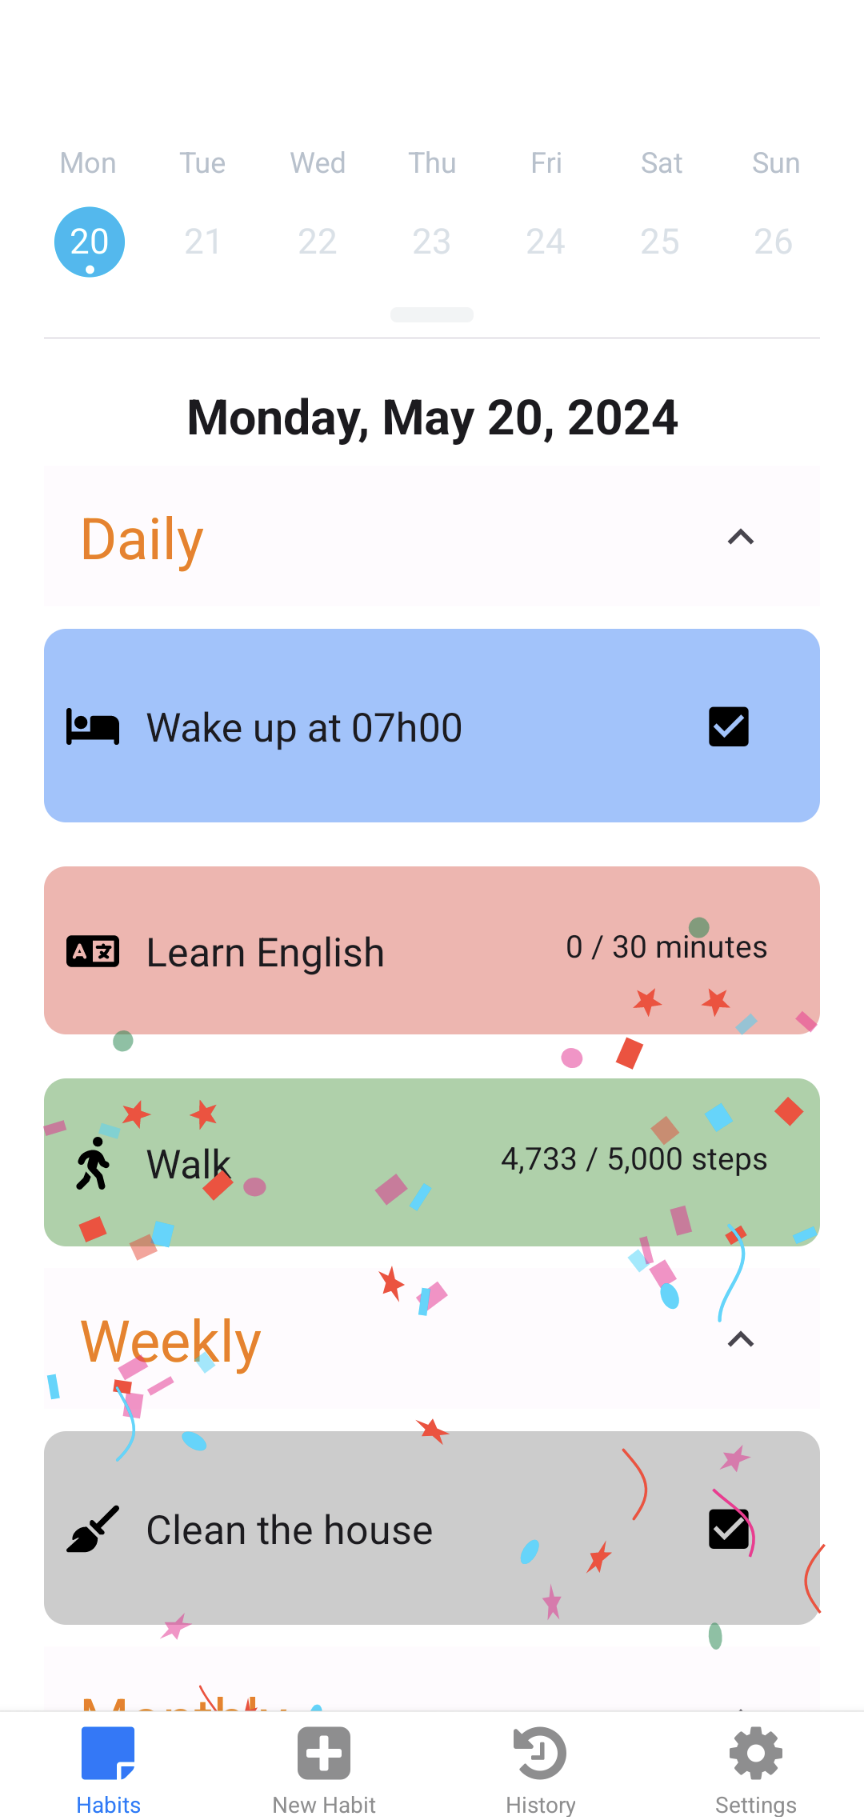 Mon Tue Wed Thu Fri Sat Sun
20 21 22 23 24 25 26
Monday, May 20, 2024
Daily
Wake up at 07h00
Learn English 0 / 30 minutes
Walk 4,733 / 5,000 steps
Weekly
Clean the house
Monthly
Habits New Habit History Settings